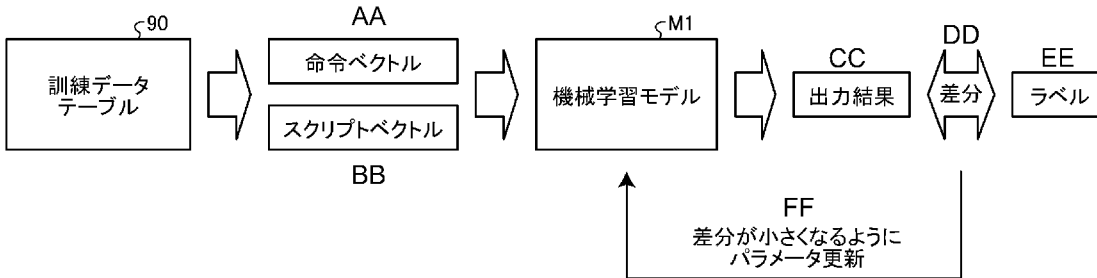 90
訓練データ
テーブル
AA
命令ベクトル
スクリプトベクトル
BB
M1
機械学習モデル
CC
出力結果
DD
差分
EE
ラベル
FF
差分が小さくなるように
パラメータ更新